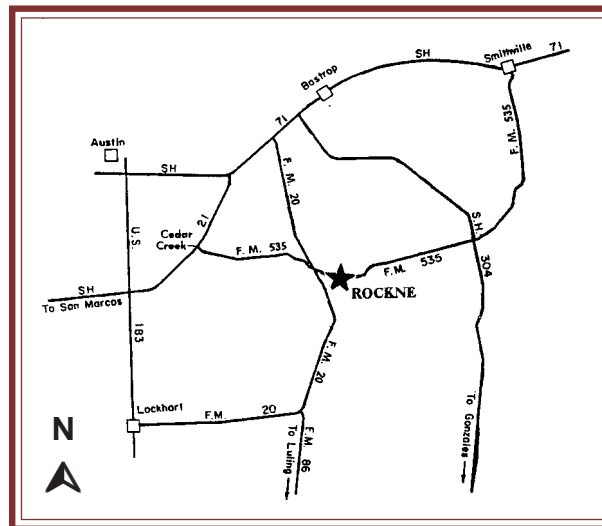 Smithville
71
SH
Bastrop
71
Austin
SH
F. M. 20
F. M. 535
21
U.S.
Cedar
Creek
F. M. 535
S.H.
304
F.M. 535
ROCKNE
SH
To San Marcos
183
F. M. 20
Lockhart
F.M. 20
To Luling
F. M. 86
To Gonzales
N